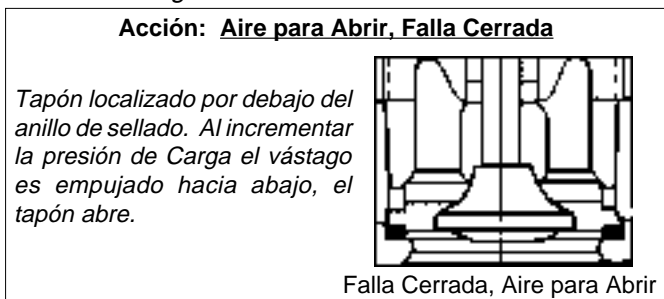 Acción: Aire para Abrir, Falla Cerrada
Tapón localizado por debajo del
anillo de sellado. Al incrementar
la presión de Carga el vástago
es empujado hacia abajo, el
tapón abre.
Falla Cerrada, Aire para Abrir